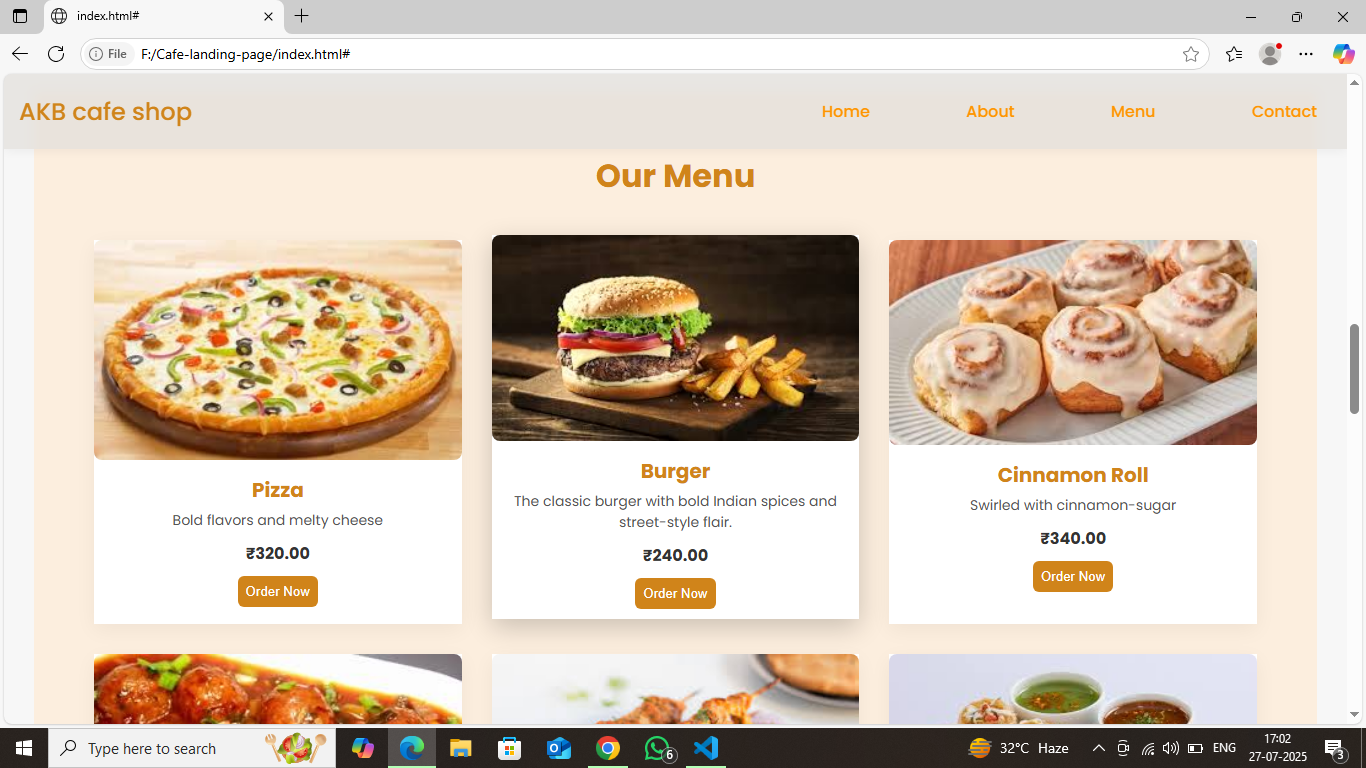 index.html#
File
F:/Cafe-landing-page/index.html#
AKB cafe shop
Home
About
Menu
Contact
Our Menu
Pizza
Bold flavors and melty cheese
₹320.00
Order Now
Burger
The classic burger with bold Indian spices and
street-style flair.
₹240.00
Order Now
Cinnamon Roll
Swirled with cinnamon-sugar
₹340.00
Order Now
Type here to search
6
32°C Haze
ENG
17:02
27-07-2025
3